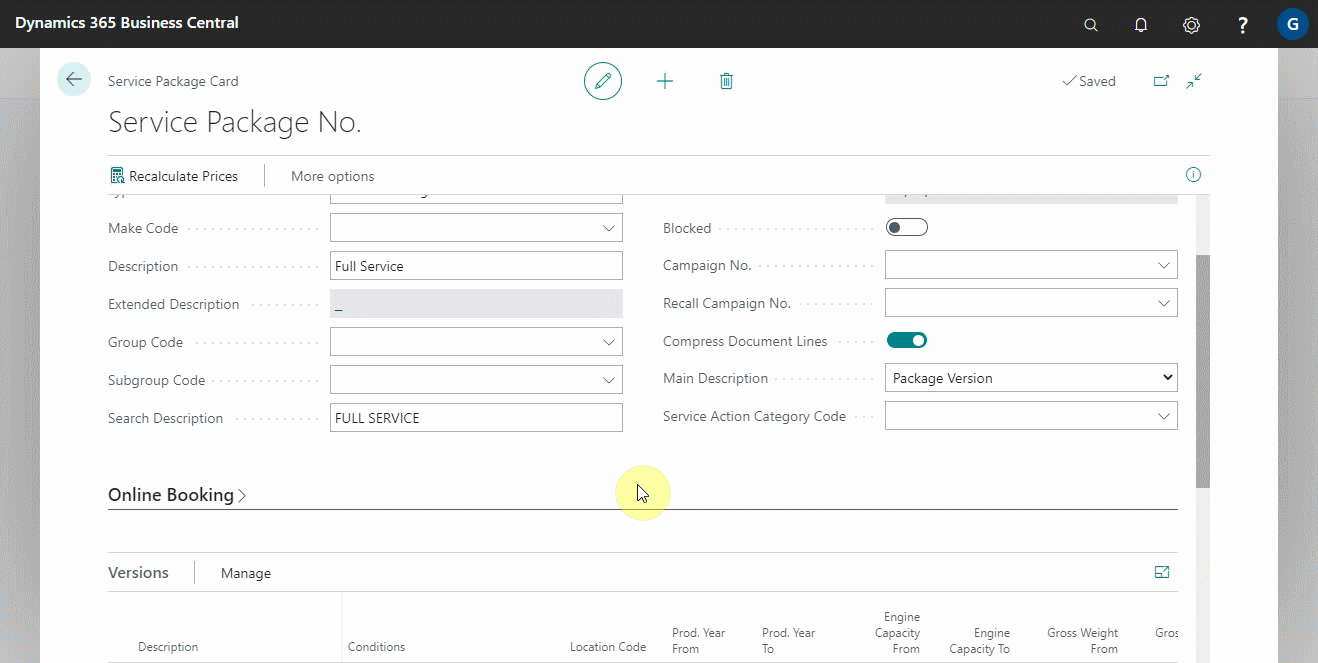 Dynamics 365 Business Central
? G
Service Package Card
Saved
Service Package No.
Recalculate Prices
More options
Make Code
Description Full Service
Extended Description _
Group Code
Subgroup Code
Search Description FULL SERVICE
Blocked
Campaign No.
Recall Campaign No.
Compress Document Lines
Main Description Package Version
Service Action Category Code
Online Booking
Versions Manage
Description
Conditions
Location Code
Prod. Year
From
Prod. Year
To
Engine
Capacity
From
Engine
Capacity To
Gross Weight
From